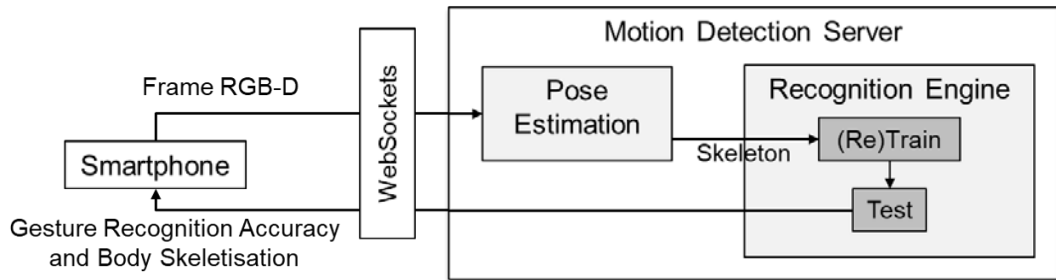 Motion Detection Server
Frame RGB-D
WebSockets
Pose
Estimation
Recognition Engine
Skeleton
(Re)Train
Smartphone
Test
Gesture Recognition Accuracy
and Body Skeletisation